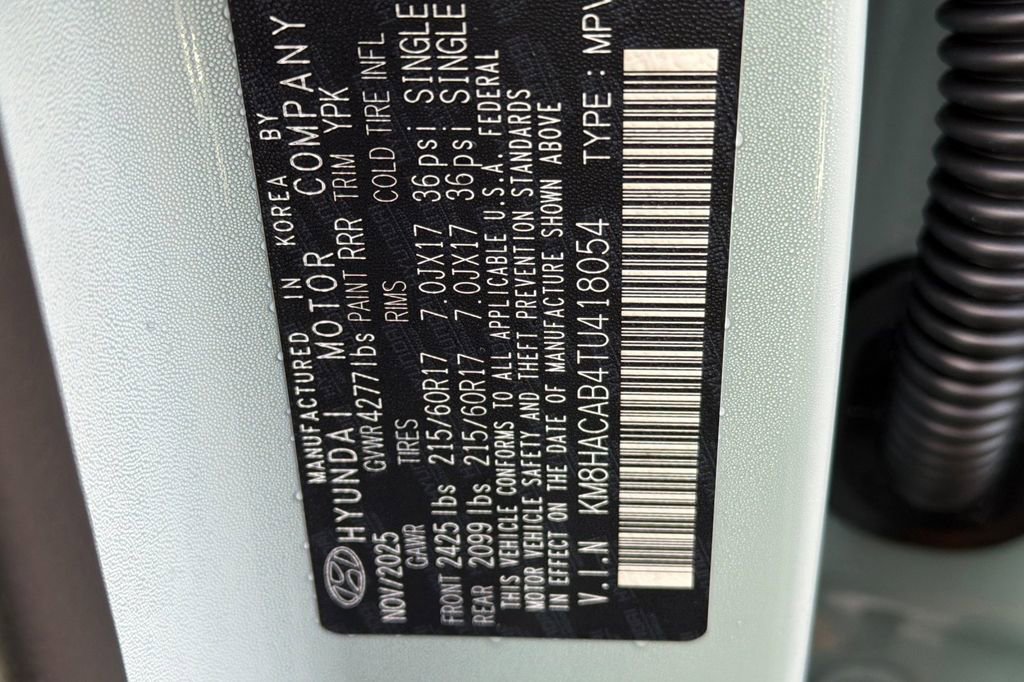 MANUFACTURED IN KOREA BY
HYUNDAI MOTOR COMPANY
NOV/2025 GVWR 4277lbs PAINT RRR TRIM YPK
GAWR TIRES RIMS COLD TIRE INFL
FRONT 2425 lbs 215/60R17 7.0JX17 36psi SINGLE
REAR 2099 lbs 215/60R17 7.0JX17 36psi SINGLE
THIS VEHICLE CONFORMS TO ALL APPLICABLE U.S.A. FEDERAL
MOTOR VEHICLE SAFETY AND THEFT PREVENTION STANDARDS
IN EFFECT ON THE DATE OF MANUFACTURE SHOWN ABOVE
V.I.N KM8HACAB4TU418054 TYPE : MPV